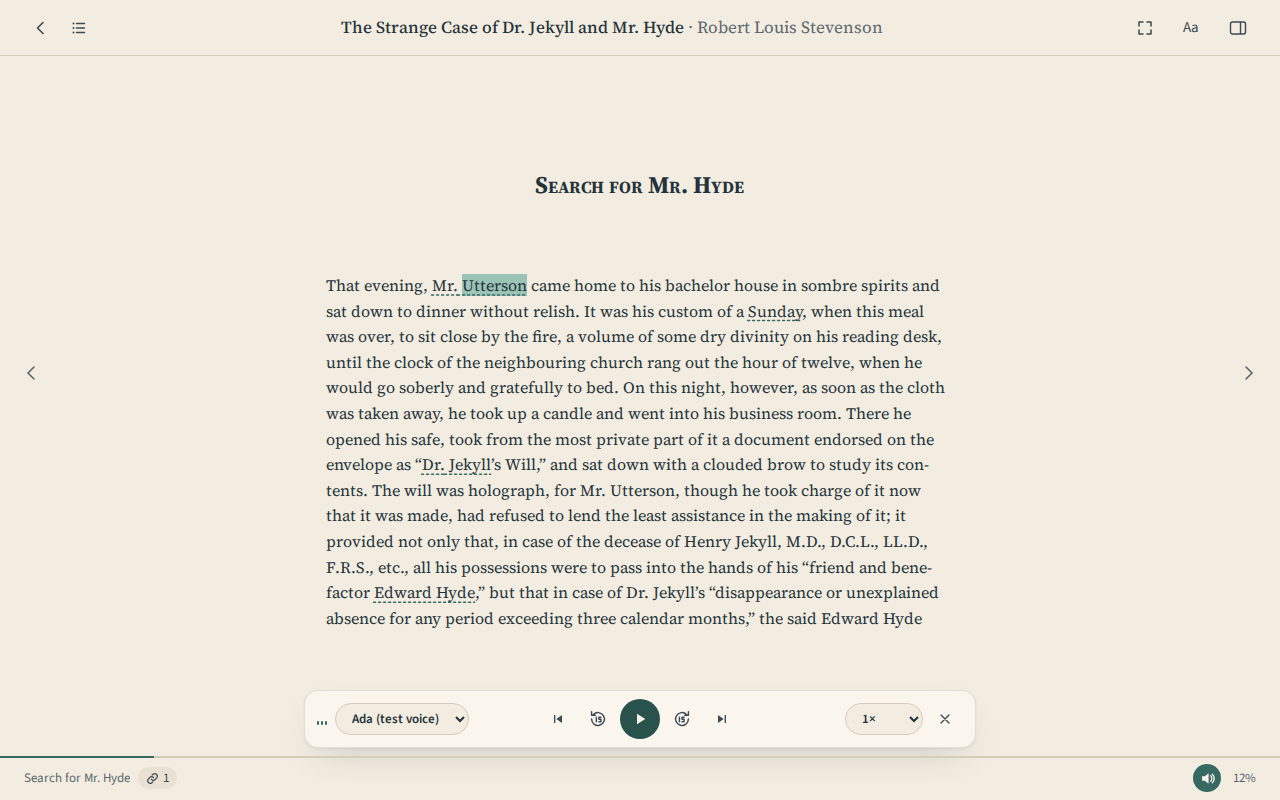 The Strange Case of Dr. Jekyll and Mr. Hyde · Robert Louis Stevenson
Aa
Search for Mr. Hyde
That evening, Mr. Utterson came home to his bachelor house in sombre spirits and
sat down to dinner without relish. It was his custom of a Sunday, when this meal
was over, to sit close by the fire, a volume of some dry divinity on his reading desk,
until the clock of the neighbouring church rang out the hour of twelve, when he
would go soberly and gratefully to bed. On this night, however, as soon as the cloth
was taken away, he took up a candle and went into his business room. There he
opened his safe, took from the most private part of it a document endorsed on the
envelope as “Dr. Jekyll’s Will,” and sat down with a clouded brow to study its con-
tents. The will was holograph, for Mr. Utterson, though he took charge of it now
that it was made, had refused to lend the least assistance in the making of it; it
provided not only that, in case of the decease of Henry Jekyll, M.D., D.C.L., LL.D.,
F.R.S., etc., all his possessions were to pass into the hands of his “friend and bene-
factor Edward Hyde,” but that in case of Dr. Jekyll’s “disappearance or unexplained
absence for any period exceeding three calendar months,” the said Edward Hyde
Ada (test voice) 15 15 1×
Search for Mr. Hyde 1 12%